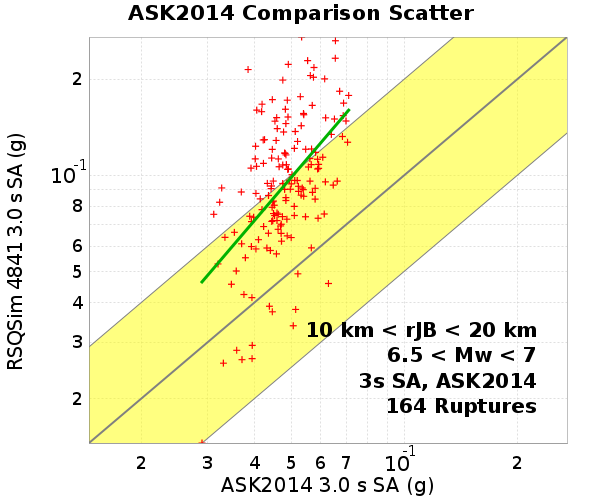 ASK2014 Comparison Scatter
RSQSim 4841 3.0 s SA (g)
2
10-1
8
6
5
4
3
2
10 km < rJB < 20 km
6.5 < Mw < 7
3s SA, ASK2014
164 Ruptures
2 3 4 5 6 7 10-1 2
ASK2014 3.0 s SA (g)